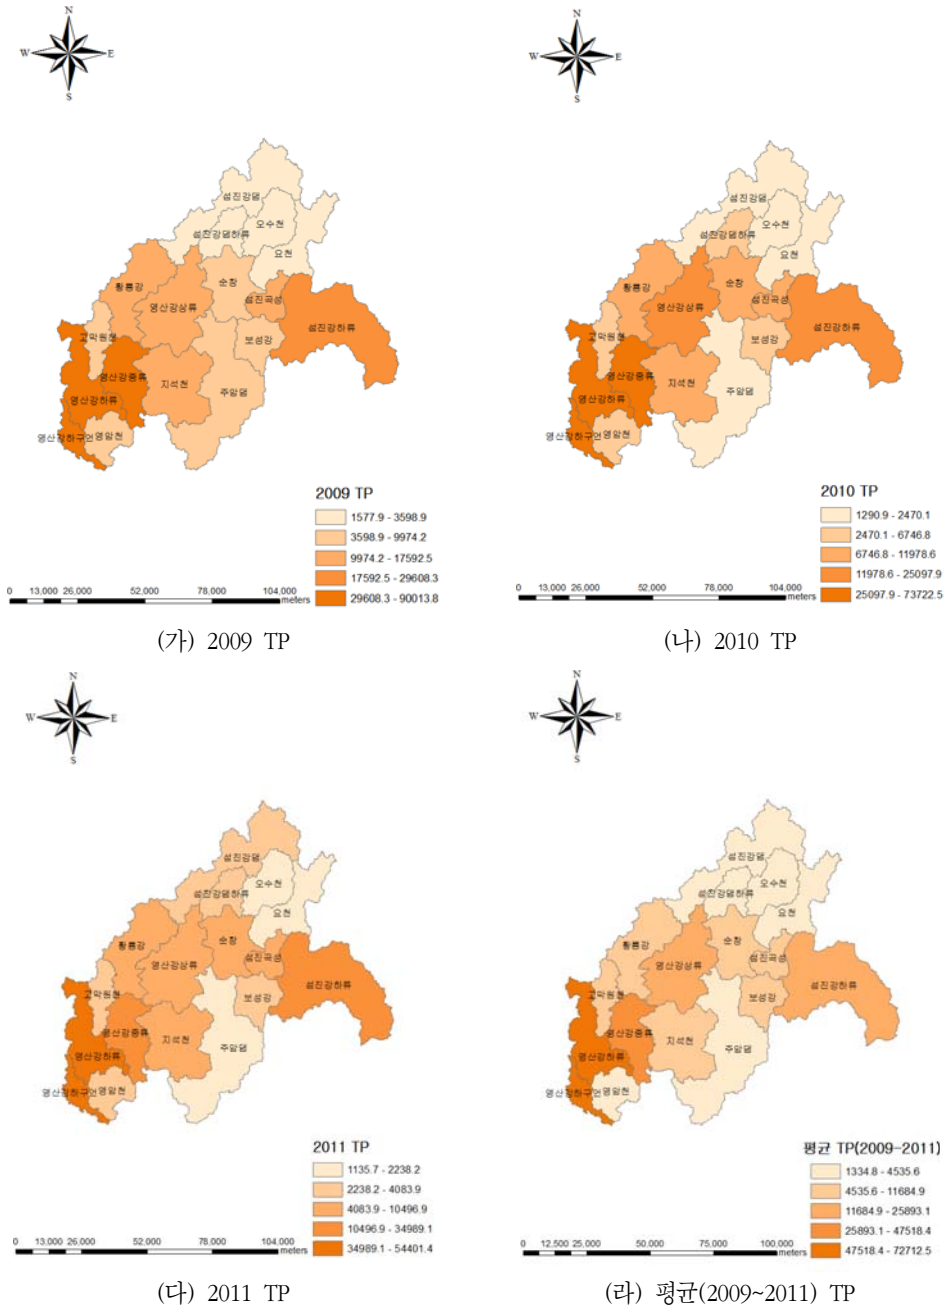 N
W E
S
섬진강댐
오수천
섬진강댐하류
요천
황룡강
순창
영산강상류
섬진곡성
섬진강하류
고막원천
보성강
영산강중류
지석천
주암댐
영산강하류
영산강하구언
영암천
2009 TP
1577.9 - 3598.9
3598.9 - 9974.2
9974.2 - 17592.5
17592.5 - 29608.3
29608.3 - 90013.8
0 13,000 26,000 52,000 78,000 104,000
meters
(가) 2009 TP
N
W E
S
섬진강댐
오수천
섬진강댐하류
요천
황룡강
순창
영산강상류
섬진곡성
섬진강하류
고막원천
보성강
영산강중류
지석천
주암댐
영산강하류
영산강하구언
영암천
2010 TP
1290.9 - 2470.1
2470.1 - 6746.8
6746.8 - 11978.6
11978.6 - 25097.9
25097.9 - 73722.5
0 13,000 26,000 52,000 78,000 104,000
meters
(나) 2010 TP
N
W E
S
섬진강댐
오수천
섬진강댐하류
요천
황룡강
순창
영산강상류
섬진곡성
섬진강하류
고막원천
보성강
영산강중류
지석천
주암댐
영산강하류
영산강하구언
영암천
2011 TP
1135.7 - 2238.2
2238.2 - 4083.9
4083.9 - 10496.9
10496.9 - 34989.1
34989.1 - 54401.4
0 13,000 26,000 52,000 78,000 104,000
meters
(다) 2011 TP
N
W E
S
섬진강댐
오수천
섬진강댐하류
요천
황룡강
순창
영산강상류
섬진곡성
섬진강하류
고막원천
보성강
영산강중류
지석천
주암댐
영산강하류
영산강하구언
영암천
평균 TP(2009-2011)
1334.8 - 4535.6
4535.6 - 11684.9
11684.9 - 25893.1
25893.1 - 47518.4
47518.4 - 72712.5
0 12,500 25,000 50,000 75,000 100,000
meters
(라) 평균(2009~2011) TP